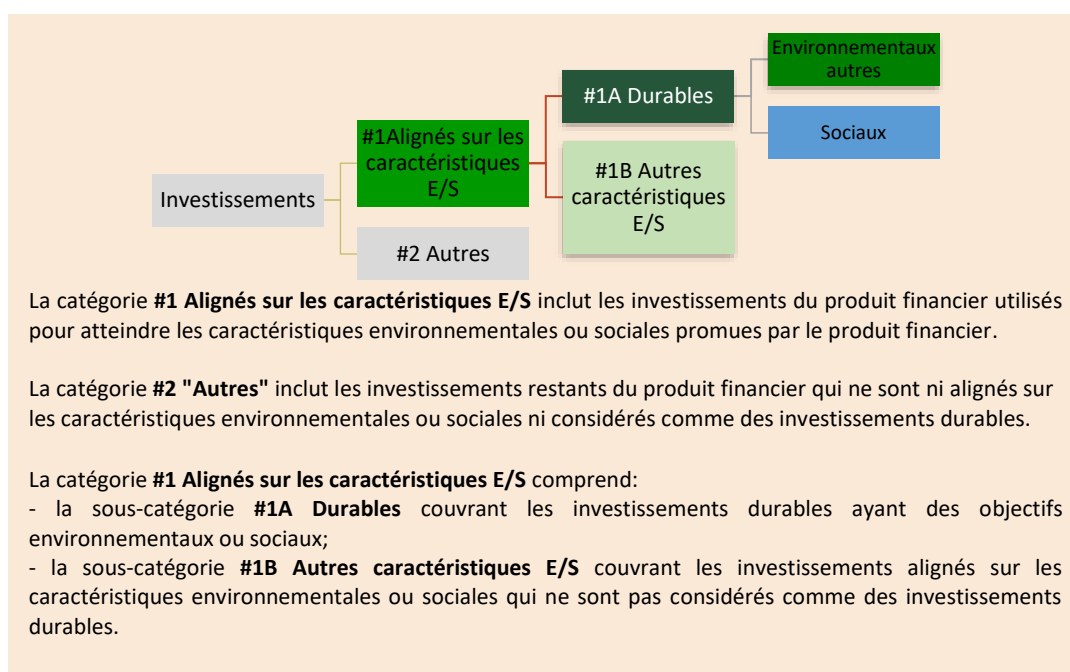 Environnementaux
autres
#1A Durables
Sociaux
#1Alignés sur les
caractéristiques
E/S
#1B Autres
caractéristiques
E/S
Investissements
#2 Autres
La catégorie #1 Alignés sur les caractéristiques E/S inclut les investissements du produit financier utilisés
pour atteindre les caractéristiques environnementales ou sociales promues par le produit financier.
La catégorie #2 "Autres" inclut les investissements restants du produit financier qui ne sont ni alignés sur
les caractéristiques environnementales ou sociales ni considérés comme des investissements durables.
La catégorie #1 Alignés sur les caractéristiques E/S comprend:
- la sous-catégorie #1A Durables couvrant les investissements durables ayant des objectifs
environnementaux ou sociaux;
- la sous-catégorie #1B Autres caractéristiques E/S couvrant les investissements alignés sur les
caractéristiques environnementales ou sociales qui ne sont pas considérés comme des investissements
durables.